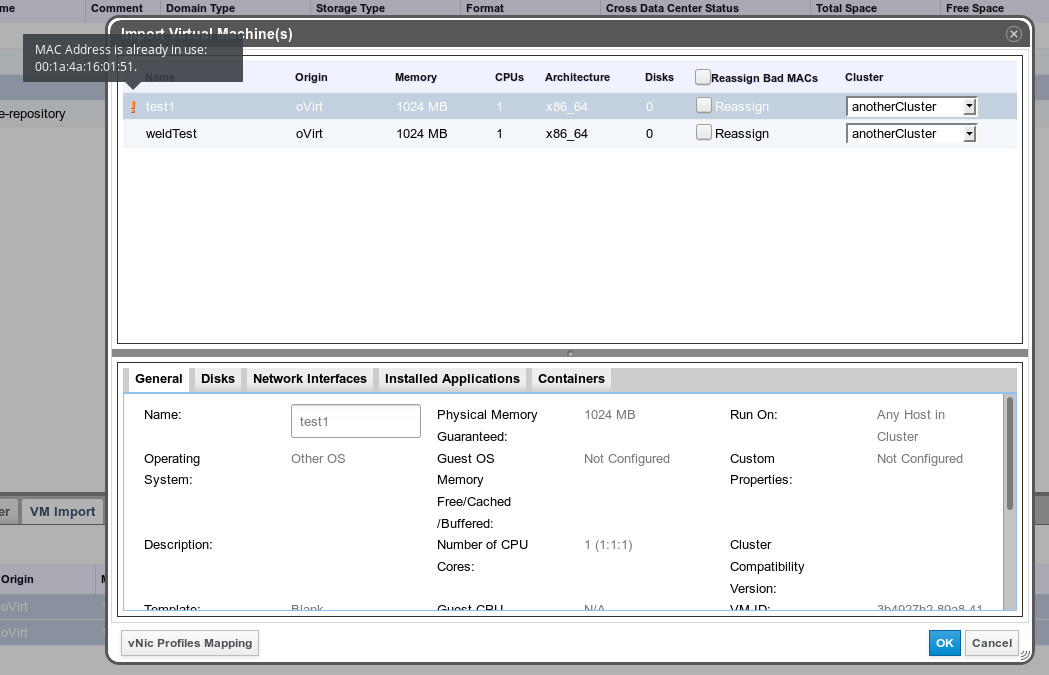 me Comment Domain Type Storage Type Format Cross Data Center Status Total Space Free Space
Import Virtual Machine(s)
MAC Address is already in use:
00:1a:4a:16:01:51.
Name Origin Memory CPUs Architecture Disks Reassign Bad MACs Cluster
test1 oVirt 1024 MB 1 x86_64 0 Reassign anotherCluster
e-repository
weldTest oVirt 1024 MB 1 x86_64 0 Reassign anotherCluster
General Disks Network Interfaces Installed Applications Containers
Name: test1 Physical Memory Guaranteed: 1024 MB Run On: Any Host in Cluster
Operating System: Other OS Guest OS Memory Free/Cached /Buffered: Not Configured Custom Properties: Not Configured
er VM Import
Description: Number of CPU Cores: 1 (1:1:1) Cluster Compatibility Version:
Origin
Template: Blank Guest CPU N/A VM ID: 3b4927b2-89a8-41
oVirt
oVirt
vNic Profiles Mapping OK Cancel